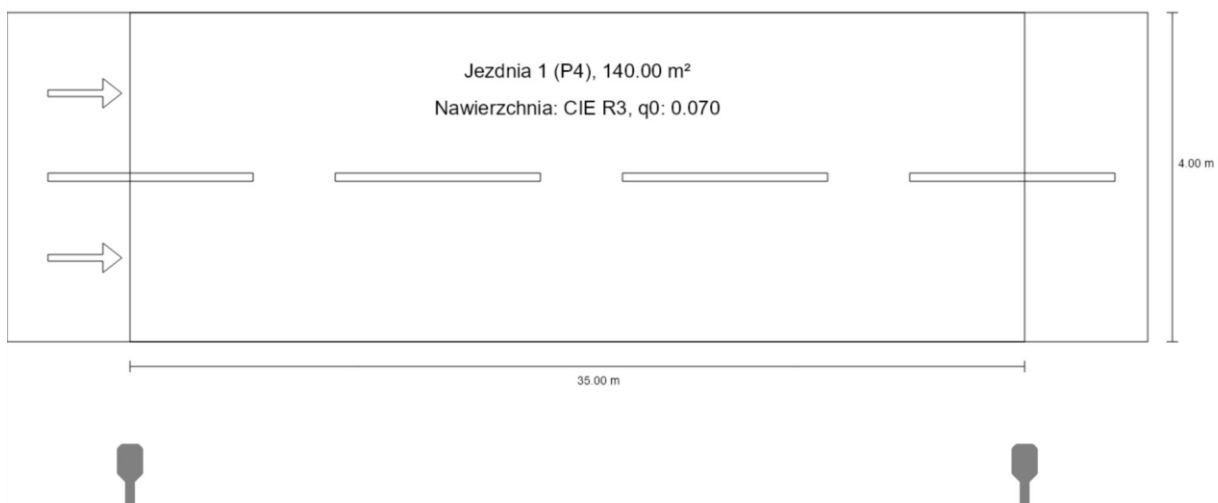 Jezdnia 1 (P4), 140.00 m²
Nawierzchnia: CIE R3, q0: 0.070
4.00 m
35.00 m